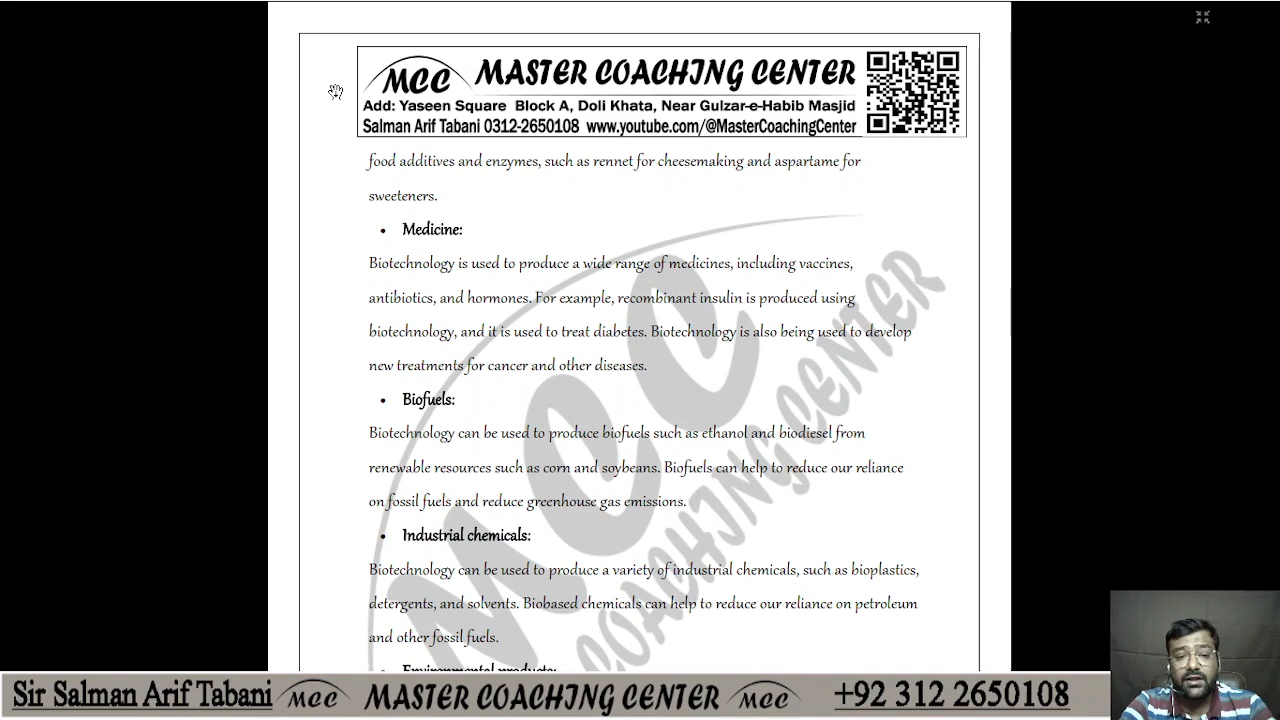 MCC MASTER COACHING CENTER
Add: Yaseen Square Block A, Doli Khata, Near Gulzar-e-Habib Masjid
Salman Arif Tabani 0312-2650108 www.youtube.com/@MasterCoachingCenter
food additives and enzymes, such as rennet for cheesemaking and aspartame for
sweeteners.
• Medicine:
Biotechnology is used to produce a wide range of medicines, including vaccines,
antibiotics, and hormones. For example, recombinant insulin is produced using
biotechnology, and it is used to treat diabetes. Biotechnology is also being used to develop
new treatments for cancer and other diseases.
• Biofuels:
Biotechnology can be used to produce biofuels such as ethanol and biodiesel from
renewable resources such as corn and soybeans. Biofuels can help to reduce our reliance
on fossil fuels and reduce greenhouse gas emissions.
• Industrial chemicals:
Biotechnology can be used to produce a variety of industrial chemicals, such as bioplastics,
detergents, and solvents. Biobased chemicals can help to reduce our reliance on petroleum
and other fossil fuels.
• Environmental products:
MCC
COACHING CENTER
Sir Salman Arif Tabani MCC MASTER COACHING CENTER MCC +92 312 2650108